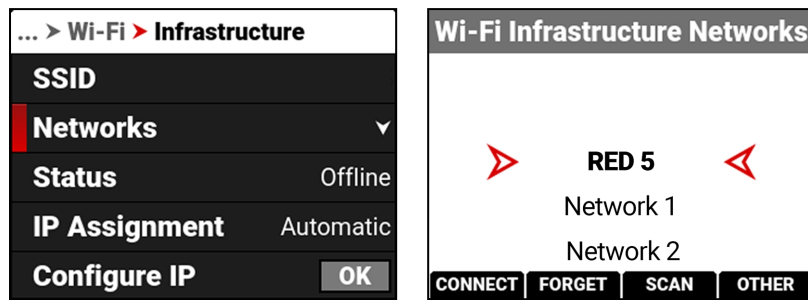 ... > Wi-Fi > Infrastructure
SSID
Networks
Status Offline
IP Assignment Automatic
Configure IP OK
Wi-Fi Infrastructure Networks
RED 5
Network 1
Network 2
CONNECT FORGET SCAN OTHER